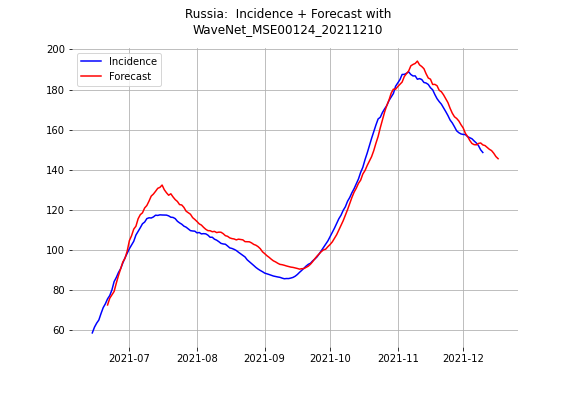 Russia:  Incidence + Forecast with
WaveNet_MSE00124_20211210
Incidence
Forecast
200
180
160
140
120
100
80
60
2021-07 2021-08 2021-09 2021-10 2021-11 2021-12